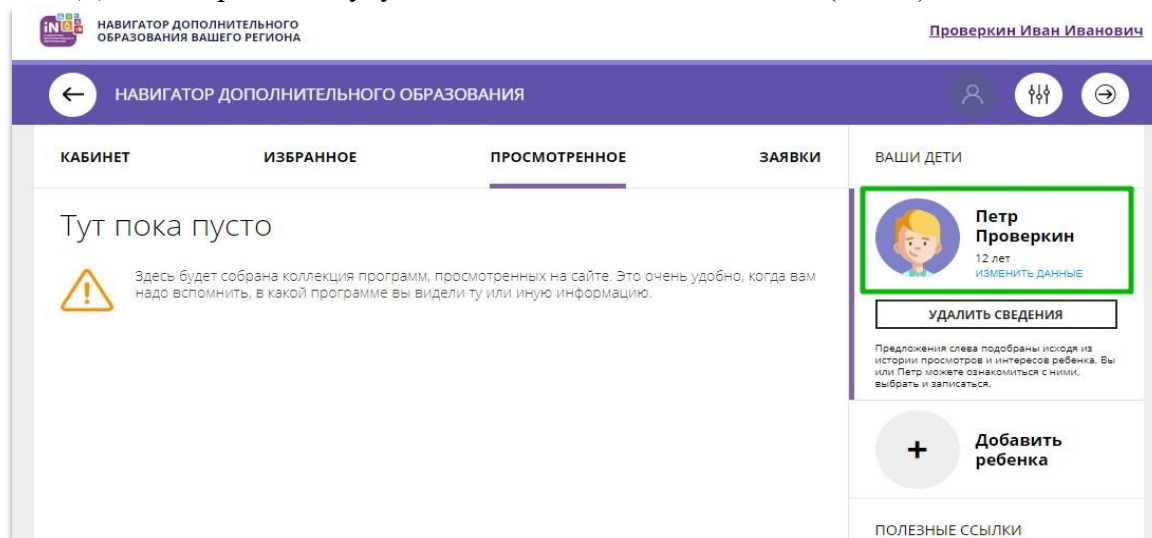 НАВИГАТОР ДОПОЛНИТЕЛЬНОГО
ОБРАЗОВАНИЯ ВАШЕГО РЕГИОНА
Проверкин Иван Иванович
НАВИГАТОР ДОПОЛНИТЕЛЬНОГО ОБРАЗОВАНИЯ
КАБИНЕТ
ИЗБРАННОЕ
ПРОСМОТРЕННОЕ
ЗАЯВКИ
Тут пока пусто
Здесь будет собрана коллекция программ, просмотренных на сайте. Это очень удобно, когда вам
надо вспомнить, в какой программе вы видели ту или иную информацию.
ВАШИ ДЕТИ
Петр
Проверкин
12 лет
ИЗМЕНИТЬ ДАННЫЕ
УДАЛИТЬ СВЕДЕНИЯ
Предложения слева подобраны исходя из
истории просмотров и интересов ребенка. Вы
или Петр можете ознакомиться с ними,
выбрать и записаться.
+
Добавить
ребенка
ПОЛЕЗНЫЕ ССЫЛКИ